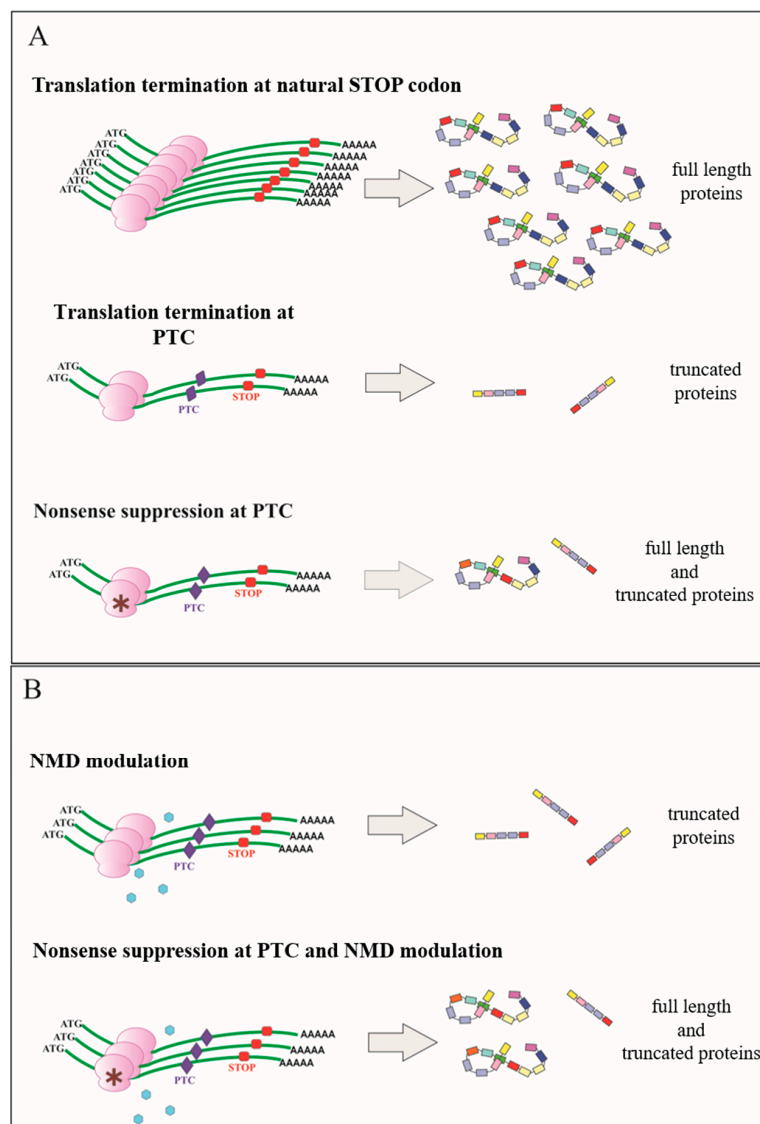 A
Translation termination at natural STOP codon
ATG
ATG
ATG
ATG
ATG
ATG
ATG
AAAAA
AAAAA
AAAAA
AAAAA
AAAAA
AAAAA
AAAAA
full length
proteins
Translation termination at
PTC
ATG
ATG
AAAAA
AAAAA
PTC
STOP
truncated
proteins
Nonsense suppression at PTC
ATG
ATG
*
AAAAA
AAAAA
PTC
STOP
full length
and
truncated proteins
B
NMD modulation
ATG
ATG
ATG
AAAAA
AAAAA
AAAAA
PTC
STOP
truncated
proteins
Nonsense suppression at PTC and NMD modulation
ATG
ATG
ATG
*
AAAAA
AAAAA
AAAAA
PTC
STOP
full length
and
truncated proteins